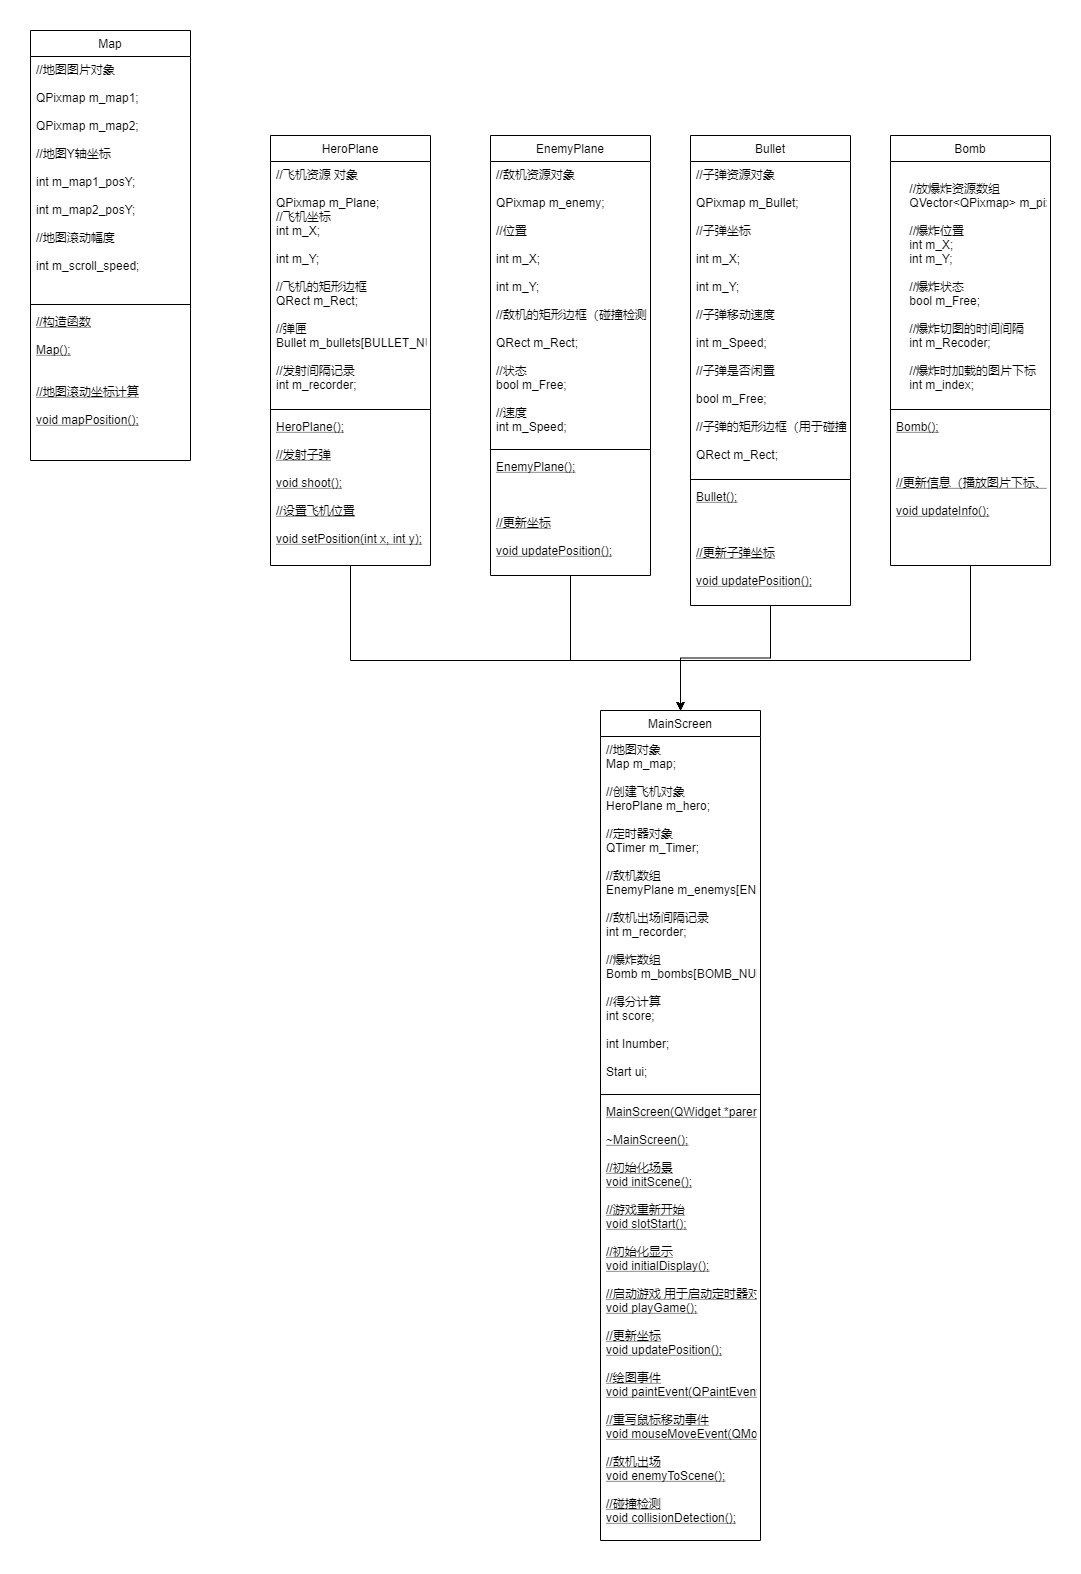 Map
//地图图片对象
QPixmap m_map1;
QPixmap m_map2;
//地图Y轴坐标
int m_map1_posY;
int m_map2_posY;
//地图滚动幅度
int m_scroll_speed;
//构造函数
Map();
//地图滚动坐标计算
void mapPosition();
HeroPlane
//飞机资源 对象
QPixmap m_Plane;
//飞机坐标
int m_X;
int m_Y;
//飞机的矩形边框
QRect m_Rect;
//弹匣
Bullet m_bullets[BULLET_NU
//发射间隔记录
int m_recorder;
HeroPlane();
//发射子弹
void shoot();
//设置飞机位置
void setPosition(int x, int y);
EnemyPlane
//敌机资源对象
QPixmap m_enemy;
//位置
int m_X;
int m_Y;
//敌机的矩形边框（碰撞检测
QRect m_Rect;
//状态
bool m_Free;
//速度
int m_Speed;
EnemyPlane();
//更新坐标
void updatePosition();
Bullet
//子弹资源对象
QPixmap m_Bullet;
//子弹坐标
int m_X;
int m_Y;
//子弹移动速度
int m_Speed;
//子弹是否闲置
bool m_Free;
//子弹的矩形边框（用于碰撞
QRect m_Rect;
Bullet();
//更新子弹坐标
void updatePosition();
Bomb
//放爆炸资源数组
QVector<QPixmap> m_pi
//爆炸位置
int m_X;
int m_Y;
//爆炸状态
bool m_Free;
//爆炸切图的时间间隔
int m_Recoder;
//爆炸时加载的图片下标
int m_index;
Bomb();
//更新信息（播放图片下标、
void updateInfo();
MainScreen
//地图对象
Map m_map;
//创建飞机对象
HeroPlane m_hero;
//定时器对象
QTimer m_Timer;
//敌机数组
EnemyPlane m_enemys[EN
//敌机出场间隔记录
int m_recorder;
//爆炸数组
Bomb m_bombs[BOMB_NU
//得分计算
int score;
int Inumber;
Start ui;
MainScreen(QWidget *paren
~MainScreen();
//初始化场景
void initScene();
//游戏重新开始
void slotStart();
//初始化显示
void initialDisplay();
//启动游戏 用于启动定时器对
void playGame();
//更新坐标
void updatePosition();
//绘图事件
void paintEvent(QPaintEven
//重写鼠标移动事件
void mouseMoveEvent(QMo
//敌机出场
void enemyToScene();
//碰撞检测
void collisionDetection();